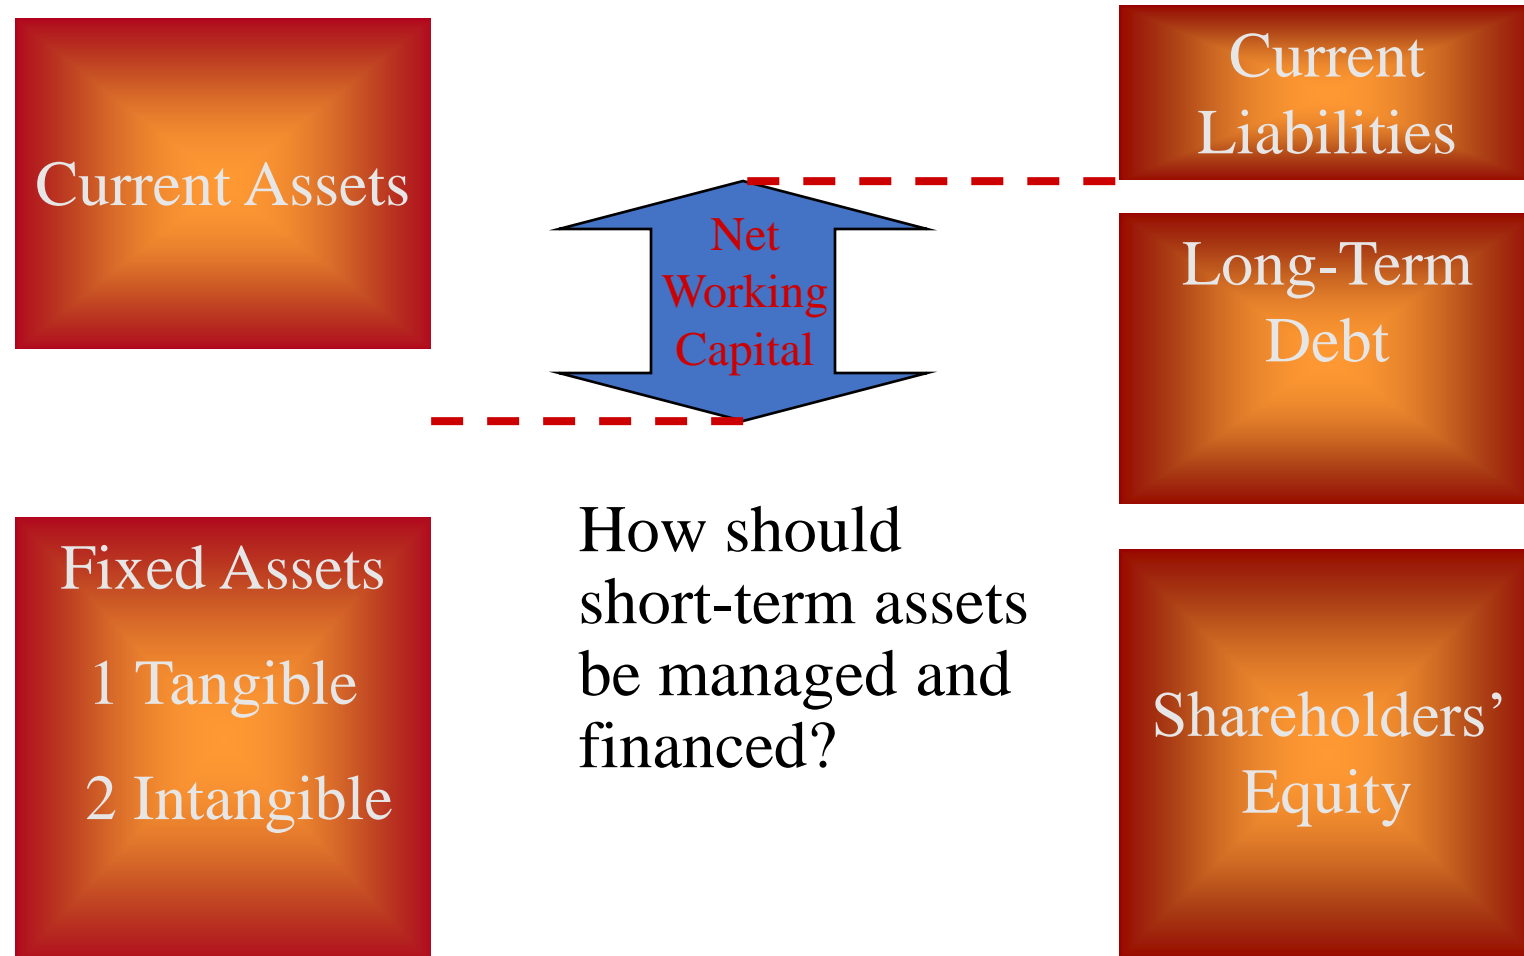 Current Assets
Fixed Assets
1 Tangible
2 Intangible
Net
Working
Capital
How should
short-term assets
be managed and
financed?
Current
Liabilities
Long-Term
Debt
Shareholders’
Equity